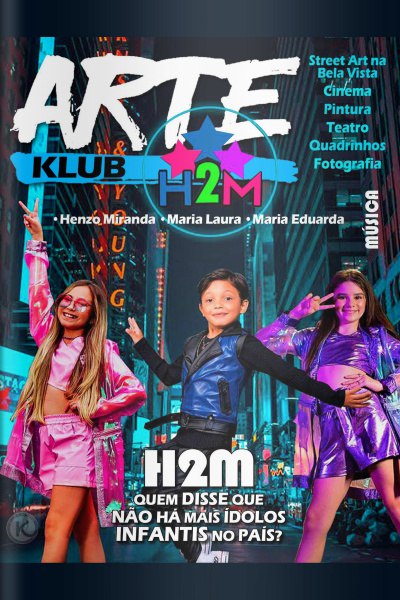 ARTE
KLUB
H2M
Street Art na
Bela Vista
Cinema
Pintura
Teatro
Quadrinhos
Fotografia
MÚSICA
• Henzo Miranda • Maria Laura • Maria Eduarda
& YOUNG
H2M
QUEM DISSE QUE
NÃO HÁ MAIS ÍDOLOS
INFANTIS NO PAÍS?
K